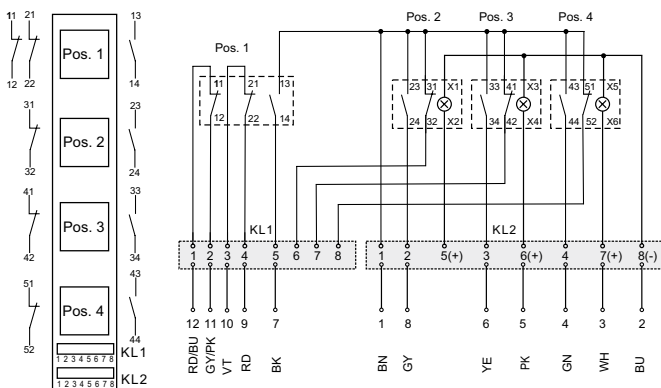 11 21 13
Pos. 1
12 22 14
31 23
Pos. 2
32 24
41 33
Pos. 3
42 34
51 43
Pos. 4
52 44
1 2 3 4 5 6 7 8 KL1
1 2 3 4 5 6 7 8 KL2
Pos. 2 Pos. 3 Pos. 4
Pos. 1
11 21 13
12 22 14
23 31 X1
24 32 X2
33 41 X3
34 42 X4
43 51 X5
44 52 X6
KL1 KL2
1 2 3 4 5 6 7 8
1 2 5(+) 3 6(+) 4 7(+) 8(-)
12 11 10 9 7
1 8 6 5 4 3 2
RD/BU GY/PK VT RD BK
BN GY YE PK GN WH BU